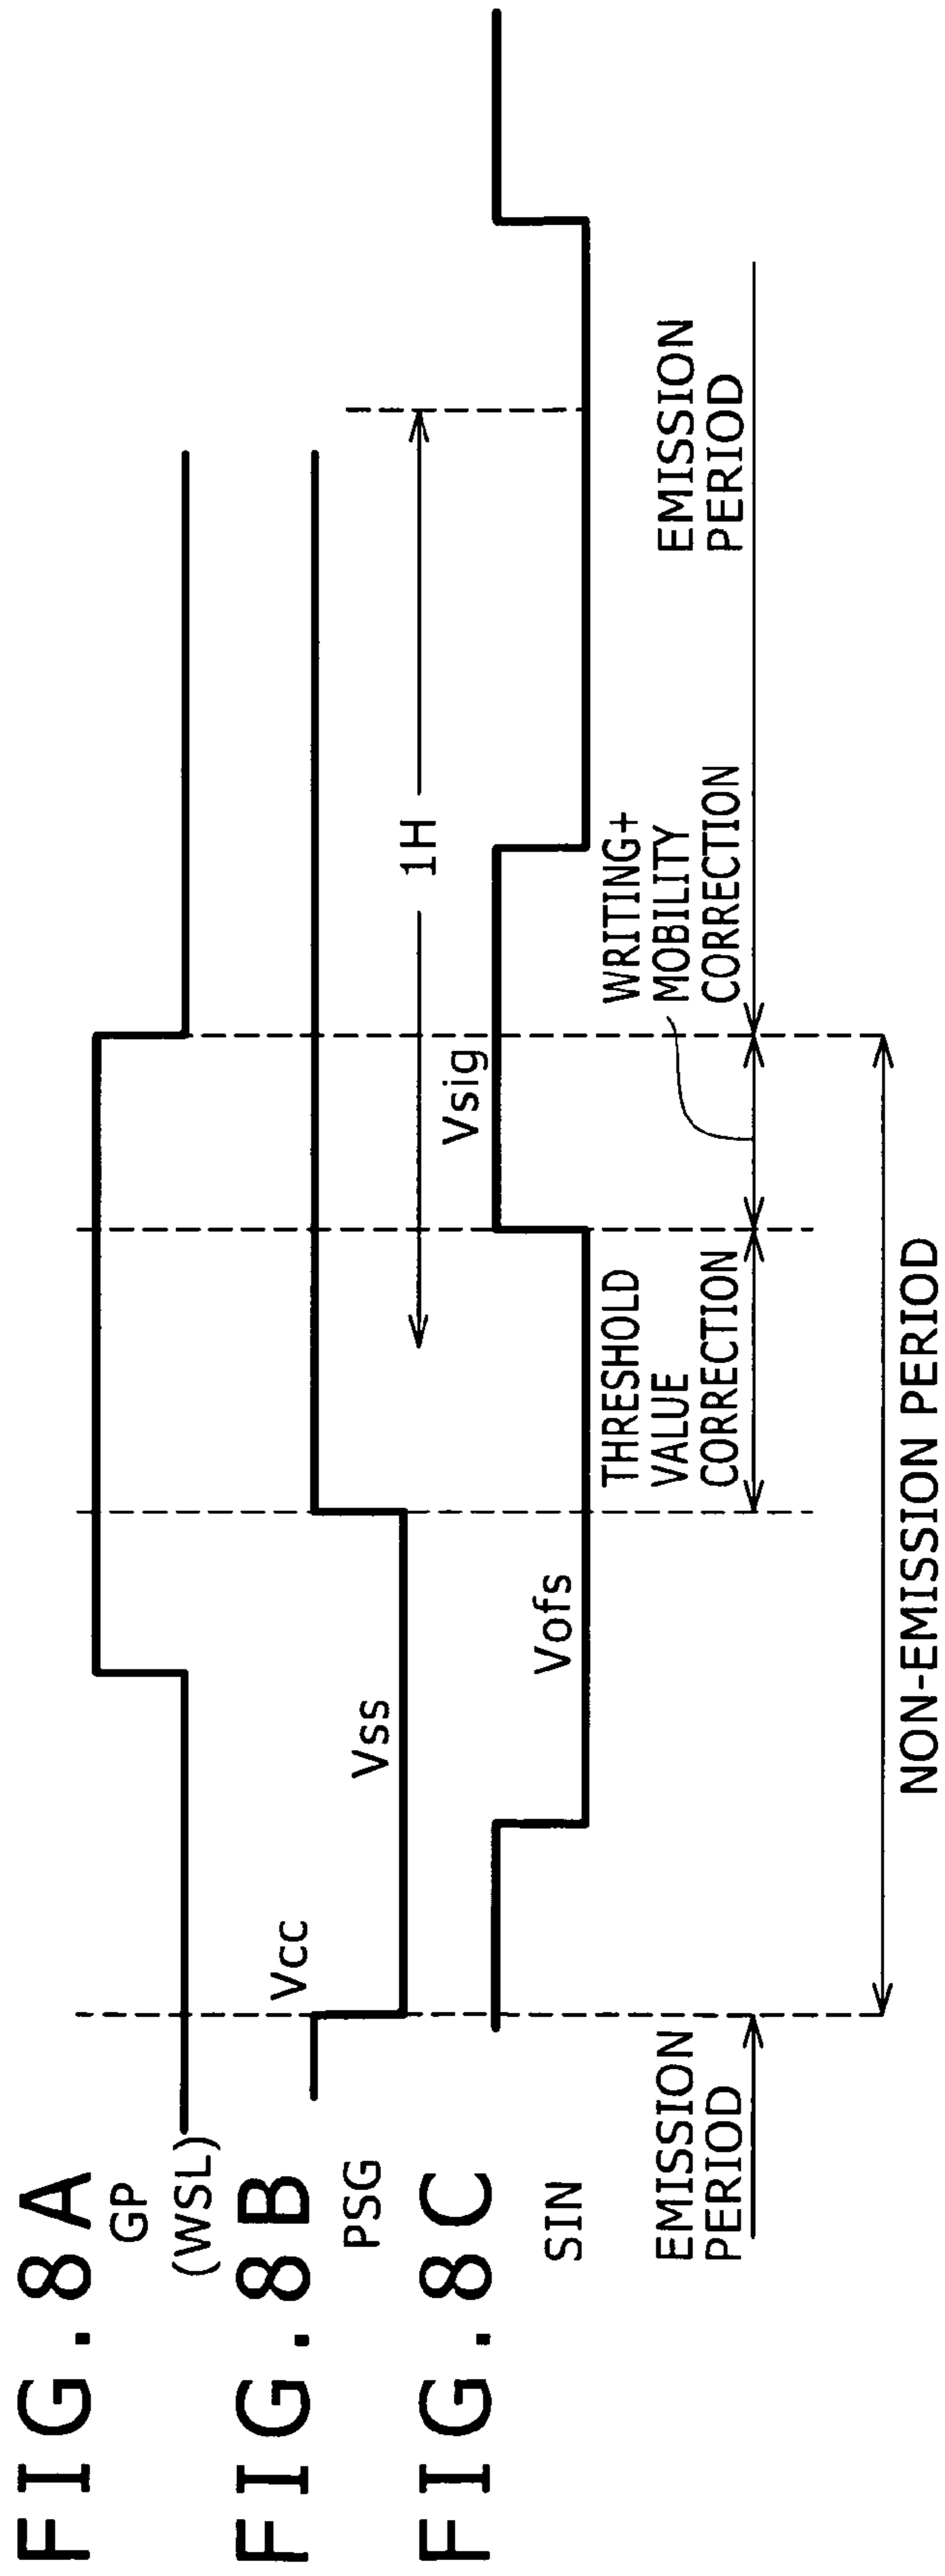 FIG.8A
GP
(WSL)
FIG.8B
PSG
Vcc
Vss
1H
FIG.8C
SIN
Vofs
Vsig
EMISSION
PERIOD
THRESHOLD
VALUE
CORRECTION
WRITING+
MOBILITY
CORRECTION
EMISSION
PERIOD
NON-EMISSION PERIOD